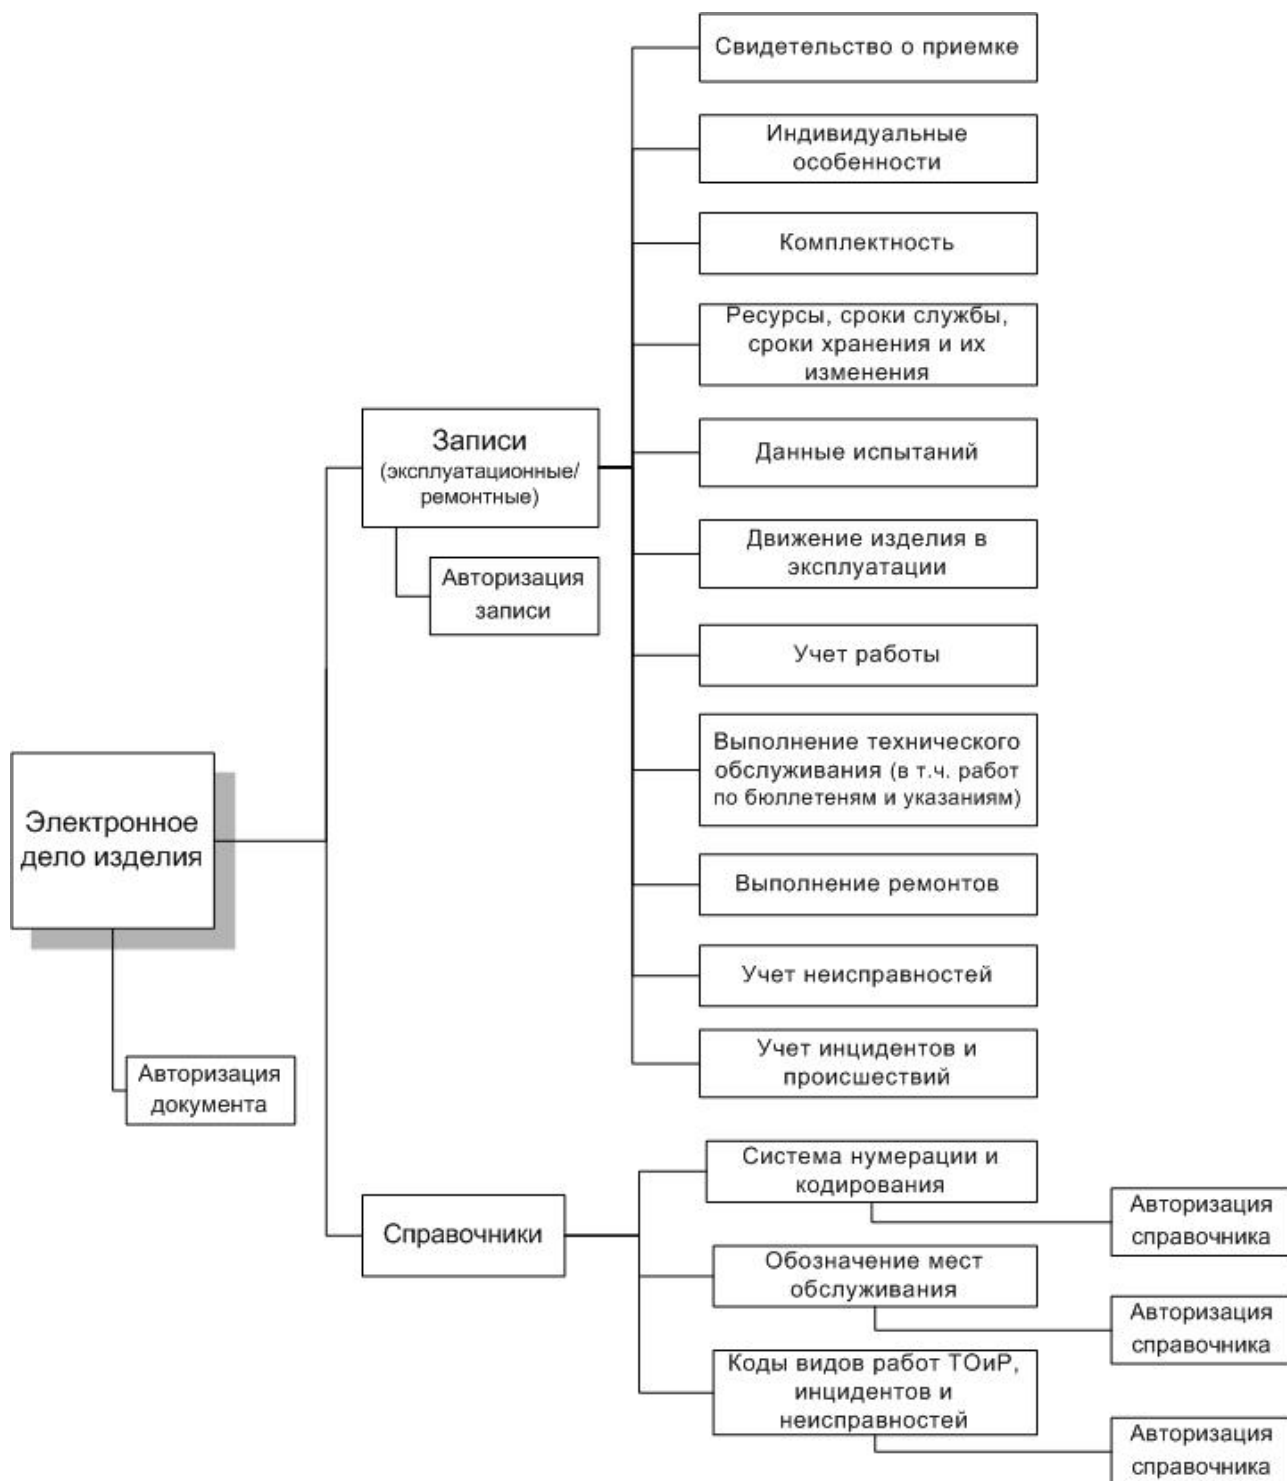 Свидетельство о приемке
Индивидуальные
особенности
Комплектность
Ресурсы, сроки службы,
сроки хранения и их
изменения
Записи
(эксплуатационные/
ремонтные)
Данные испытаний
Авторизация
записи
Движение изделия в
эксплуатации
Учет работы
Выполнение технического
обслуживания (в т.ч. работ
по бюллетеням и указаниям)
Электронное
дело изделия
Выполнение ремонтов
Учет неисправностей
Учет инцидентов и
происшествий
Авторизация
документа
Справочники
Система нумерации и
кодирования
Авторизация
справочника
Обозначение мест
обслуживания
Авторизация
справочника
Коды видов работ ТОиР,
инцидентов и
неисправностей
Авторизация
справочника